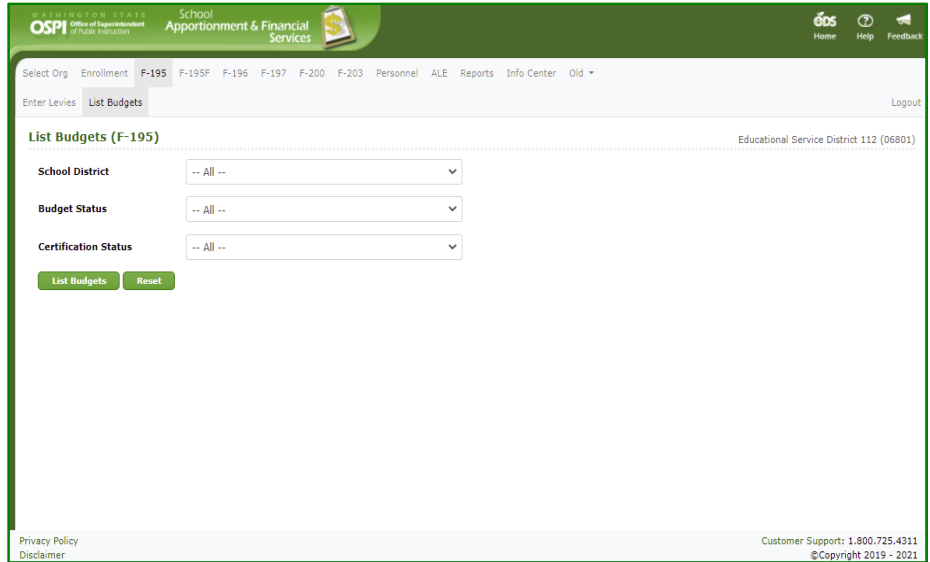 WASHINGTON STATE
OSPI Office of Superintendent of Public Instruction
School
Apportionment & Financial
Services
EDS
Home Help Feedback
Select Org Enrollment F-195 F-195F F-196 F-197 F-200 F-203 Personnel ALE Reports Info Center Old
Enter Levies List Budgets Logout
List Budgets (F-195) Educational Service District 112 (06801)
School District -- All --
Budget Status -- All --
Certification Status -- All --
List Budgets Reset
Privacy Policy Customer Support: 1.800.725.4311
Disclaimer ©Copyright 2019 - 2021